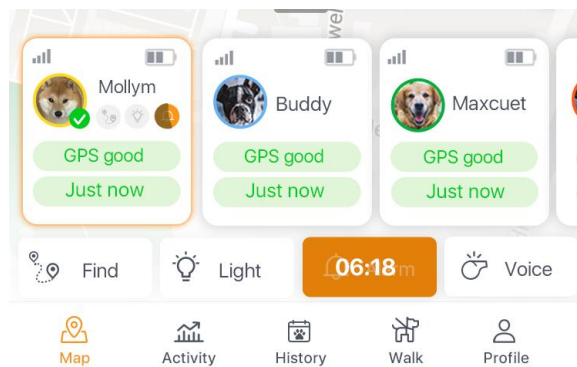 Mollym
Buddy
Maxcuet
GPS good
GPS good
GPS good
Just now
Just now
Just now
Find
Light
06:18
Voice
Map
Activity
History
Walk
Profile